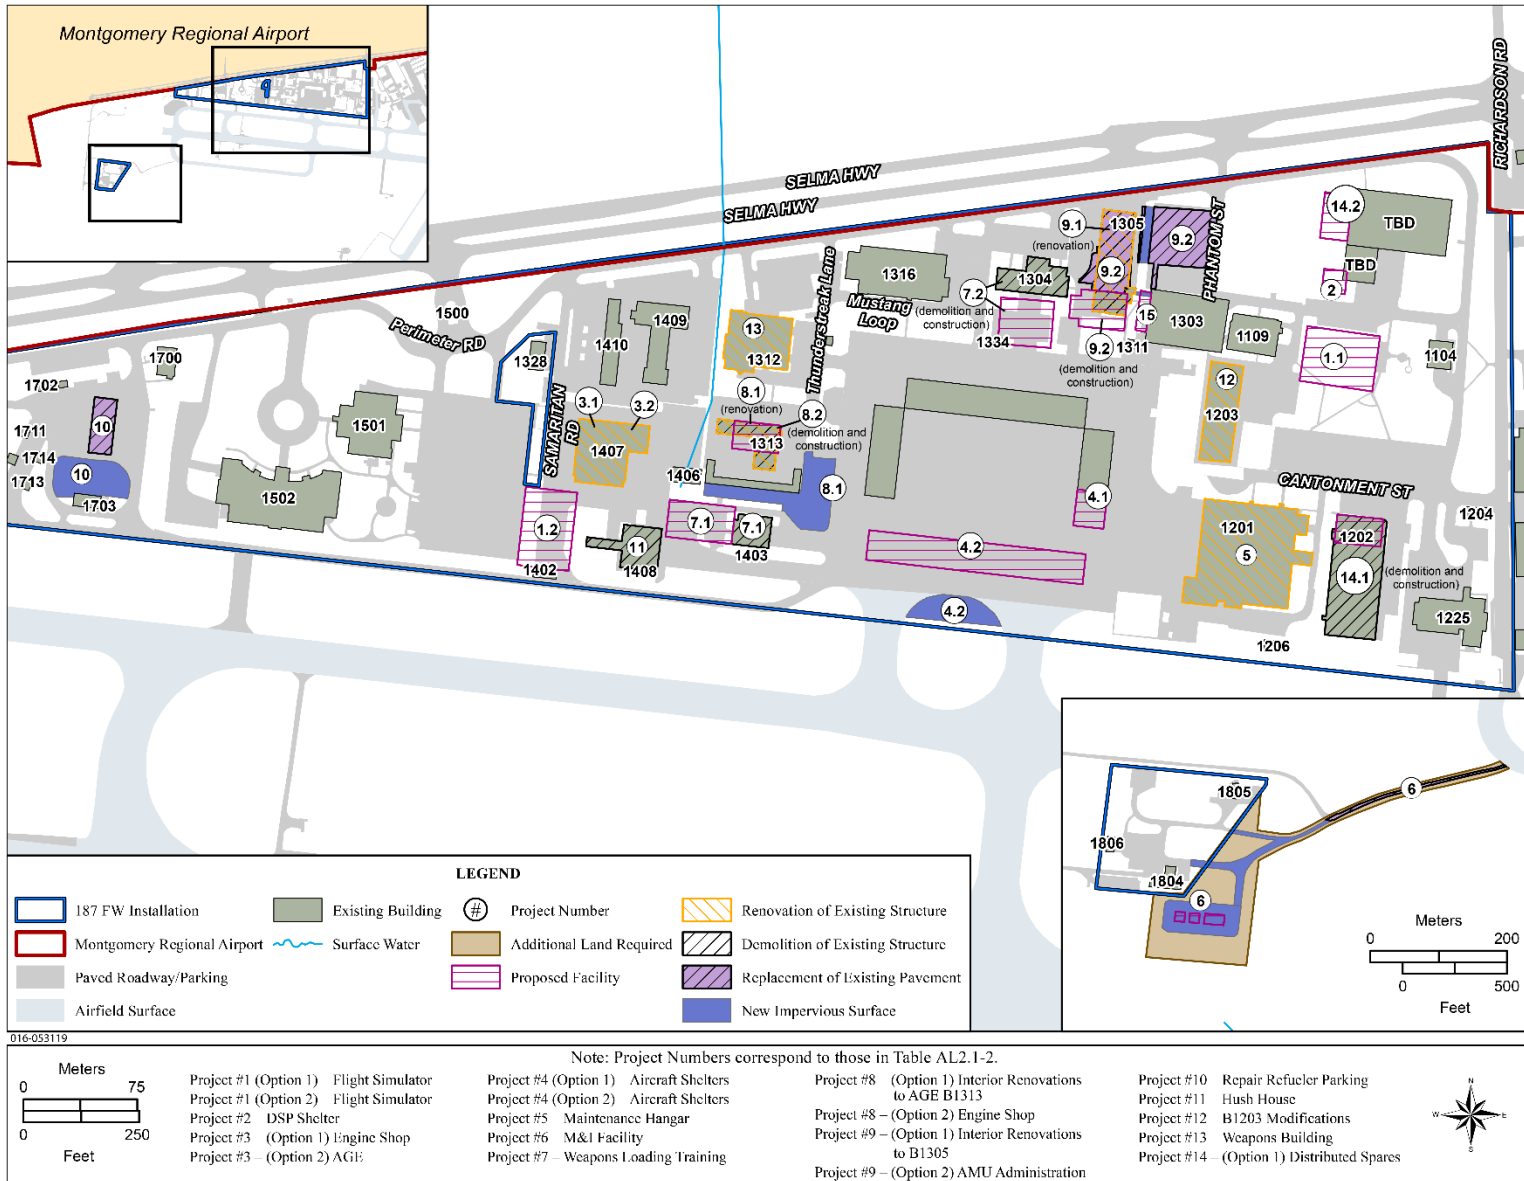 Montgomery Regional Airport
RICHARDSON RD
SELMA HWY
SELMA HWY
14.2
TBD
TBD
2
9.1
(renovation)
1305
9.2
9.2
PHANTOM ST
1316
1304
7.2
(demolition and
construction)
1334
Mustang
Loop
Thunderstreak Lane
15
1303
1109
9.2
1311
(demolition and
construction)
1.1
1104
1500
Perimeter RD
1409
1410
13
1312
1328
1700
1702
10
1711
1714
1713
10
1703
1501
1502
SAMARITAN
RD
3.1
3.2
1407
8.1
(renovation)
8.2
(demolition and
construction)
1313
1406
8.1
12
1203
CANTONMENT ST
4.1
1201
5
1202
14.1
(demolition and
construction)
1204
1225
1206
1.2
1402
11
1408
7.1
7.1
1403
4.2
4.2
1805
1806
1804
6
6
Meters
0 200
0 500
Feet
LEGEND
187 FW Installation
Existing Building
# Project Number
Renovation of Existing Structure
Montgomery Regional Airport
Surface Water
Additional Land Required
Demolition of Existing Structure
Paved Roadway/Parking
Proposed Facility
Replacement of Existing Pavement
Airfield Surface
New Impervious Surface
016-053119
Note: Project Numbers correspond to those in Table AL2.1-2.
Meters
0 75
0 250
Feet
Project #1 (Option 1) Flight Simulator
Project #1 (Option 2) Flight Simulator
Project #2 DSP Shelter
Project #3 (Option 1) Engine Shop
Project #3 – (Option 2) AGE
Project #4 (Option 1) Aircraft Shelters
Project #4 (Option 2) Aircraft Shelters
Project #5 Maintenance Hangar
Project #6 M&I Facility
Project #7 – Weapons Loading Training
Project #8 (Option 1) Interior Renovations
to AGE B1313
Project #8 – (Option 2) Engine Shop
Project #9 – (Option 1) Interior Renovations
to B1305
Project #9 – (Option 2) AMU Administration
Project #10 Repair Refueler Parking
Project #11 Hush House
Project #12 B1203 Modifications
Project #13 Weapons Building
Project #14 – (Option 1) Distributed Spares
N
W E
S